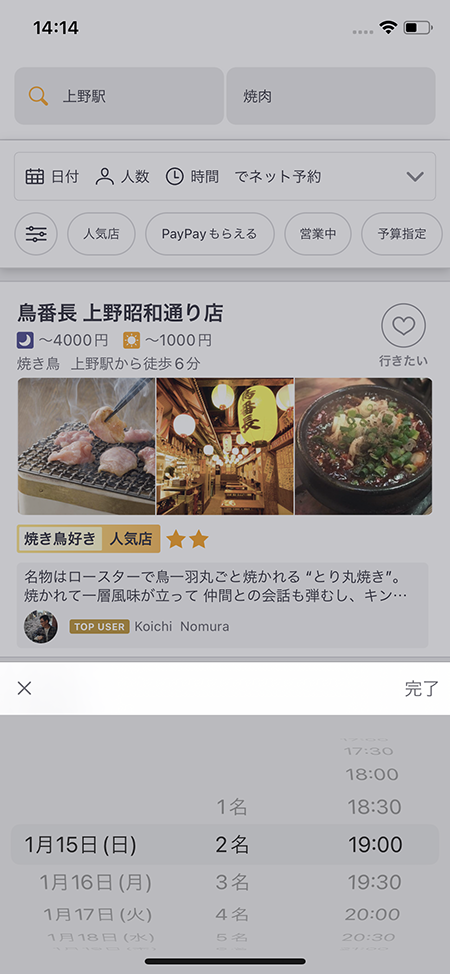 14:14
上野駅 焼肉
日付 人数 時間 でネット予約
人気店 PayPayもらえる 営業中 予算指定
鳥番長 上野昭和通り店
〜4000円 〜1000円
行きたい
焼き鳥 上野駅から徒歩6分
鳥番長
焼き鳥好き 人気店
名物はロースターで鳥一羽丸ごと焼かれる “とり丸焼き”。
焼かれて一層風味が立って 仲間との会話も弾むし、キン…
TOP USER Koichi Nomura
完了
17:30
18:00
1名 18:30
1月15日(日) 2名 19:00
1月16日(月) 3名 19:30
1月17日(火) 4名 20:00
1月18日(水) 5名 20:30